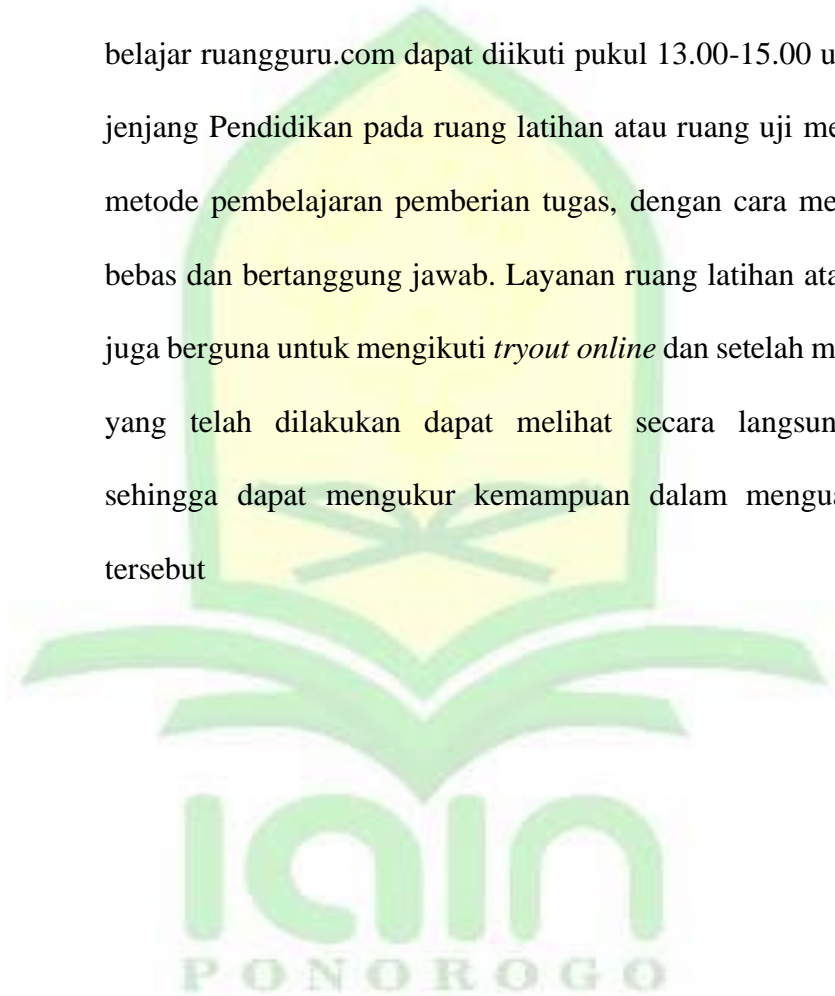 belajar ruangguru.com dapat diikuti pukul 13.00-15.00 u
jenjang Pendidikan pada ruang latihan atau ruang uji me
metode pembelajaran pemberian tugas, dengan cara me
bebas dan bertanggung jawab. Layanan ruang latihan ata
juga berguna untuk mengikuti tryout online dan setelah m
yang telah dilakukan dapat melihat secara langsun
sehingga dapat mengukur kemampuan dalam mengua
tersebut
iain
PONOROGO